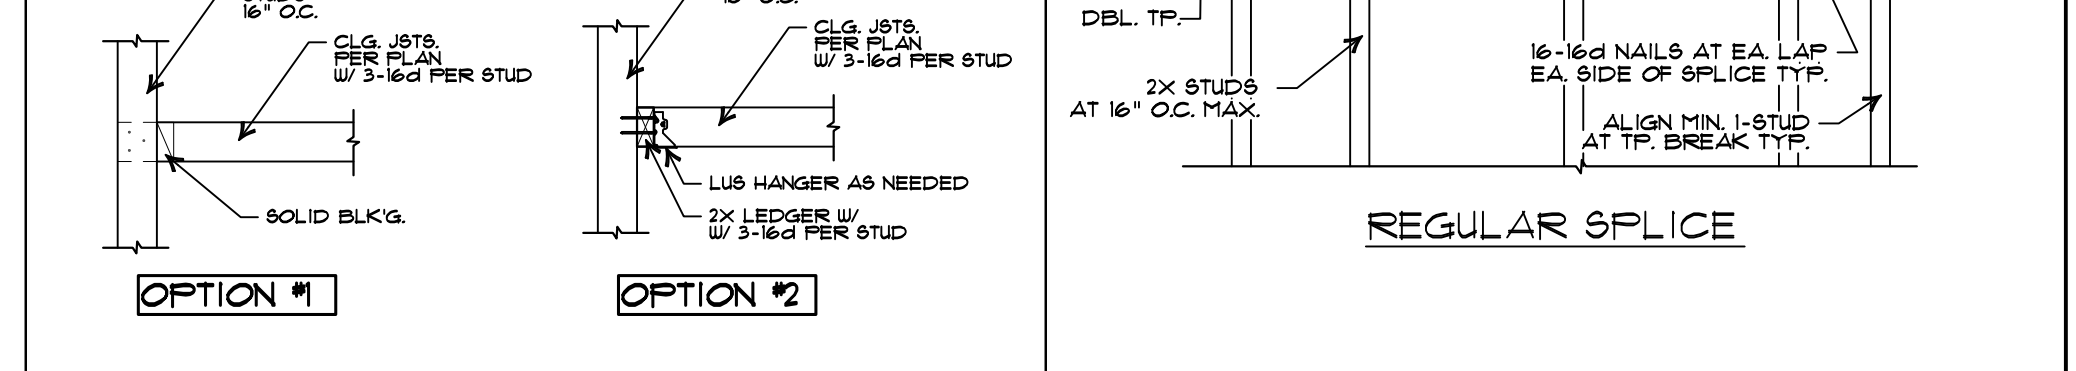 16" O.C.
CLG. JSTS.
PER PLAN
W/ 3-16d PER STUD
SOLID BLK'G.
OPTION #1
CLG. JSTS.
PER PLAN
W/ 3-16d PER STUD
LUS HANGER AS NEEDED
2X LEDGER W/
W/ 3-16d PER STUD
OPTION #2
DBL. TP.
2X STUDS
AT 16" O.C. MAX.
16-16d NAILS AT EA. LAP
EA. SIDE OF SPLICE TYP.
ALIGN MIN. 1-STUD
AT TP. BREAK TYP.
REGULAR SPLICE